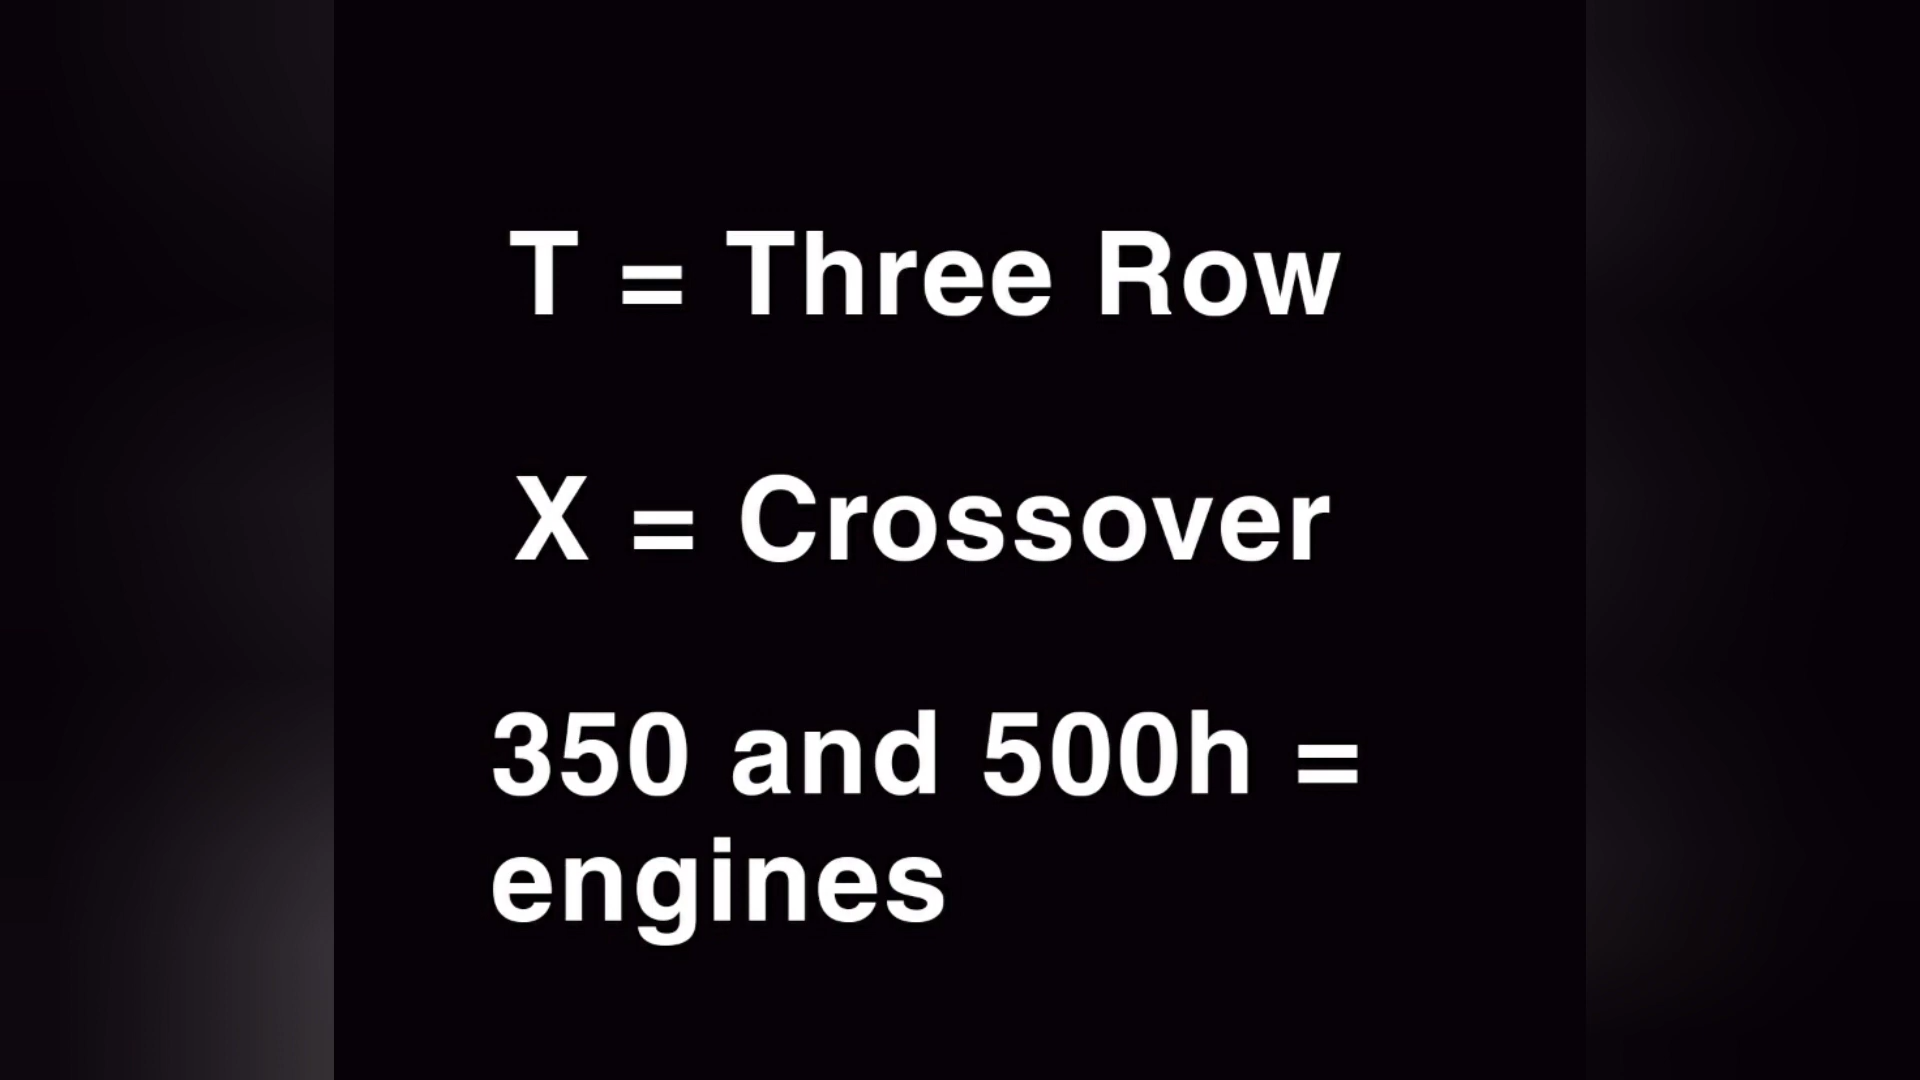 T = Three Row
X = Crossover
350 and 500h =
engines